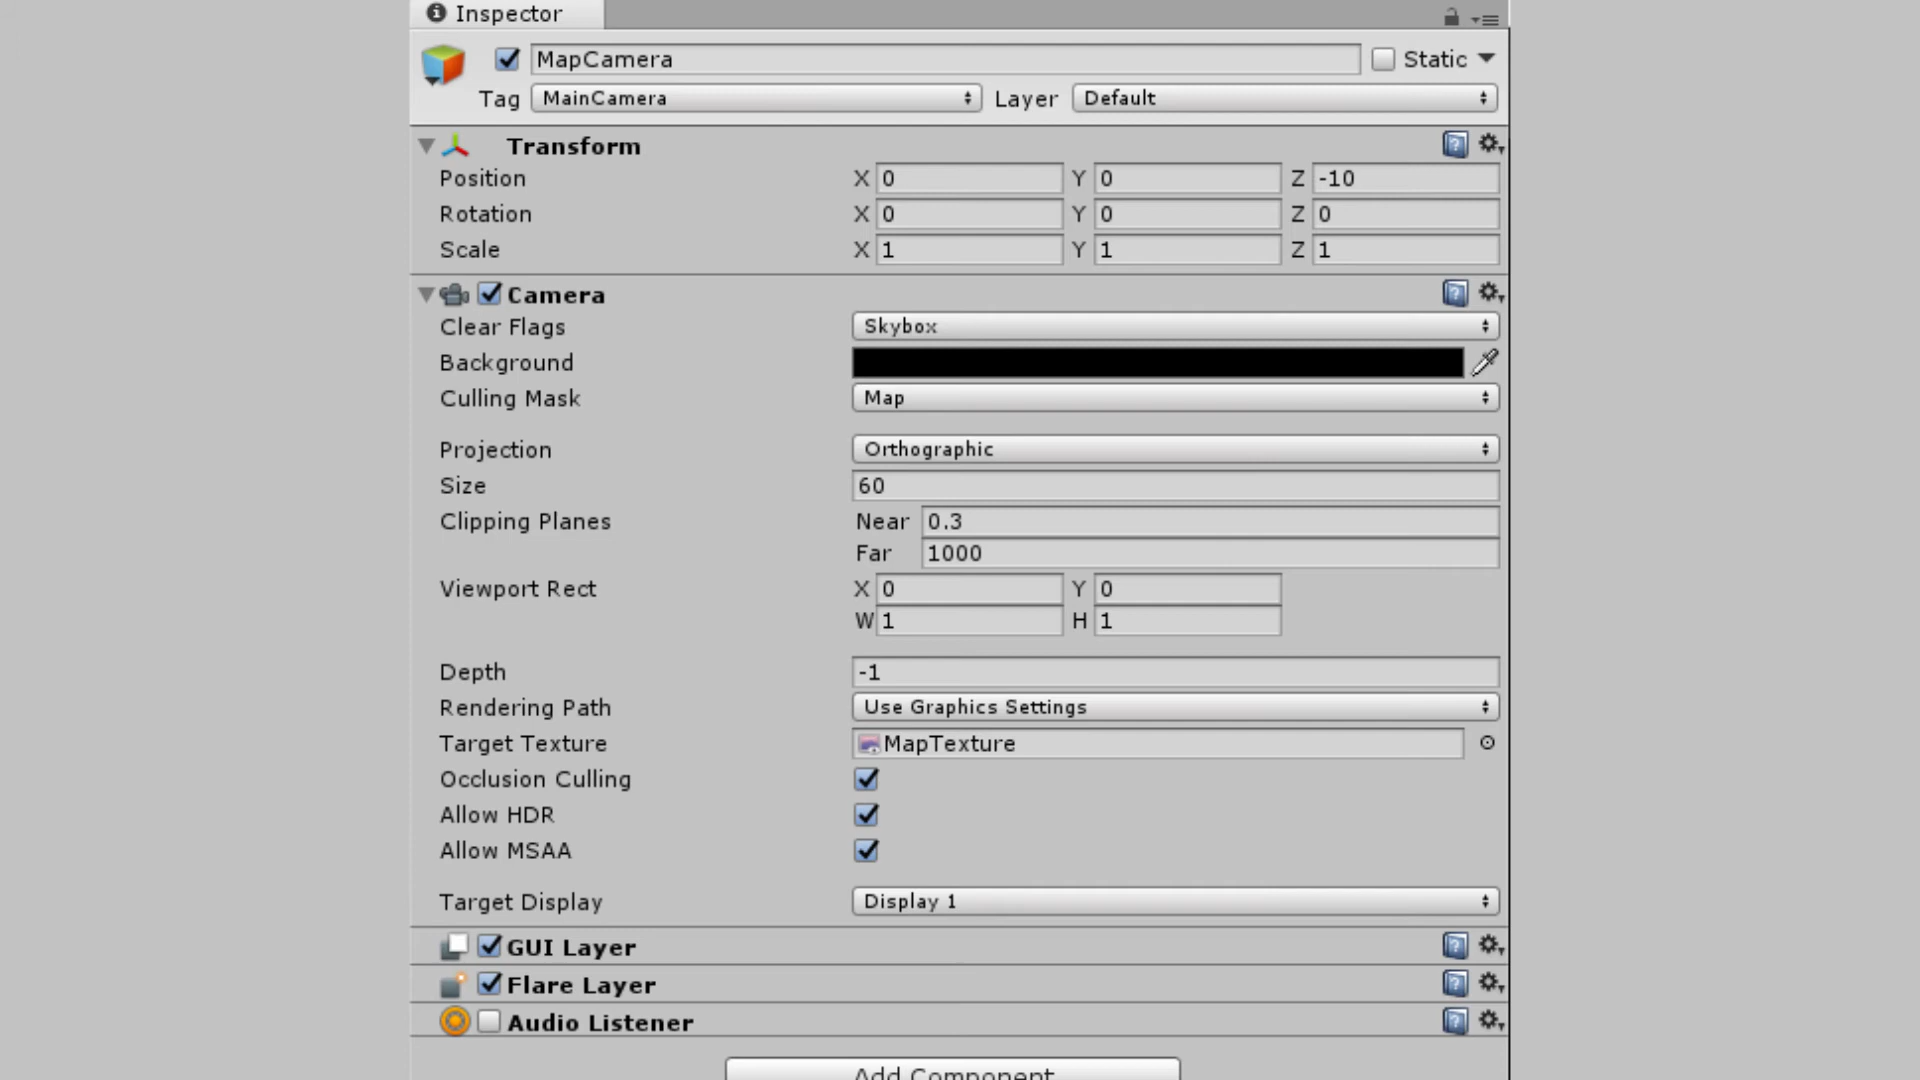 Inspector
MapCamera Static
Tag MainCamera Layer Default
Transform
Position X 0 Y 0 Z -10
Rotation X 0 Y 0 Z 0
Scale X 1 Y 1 Z 1
Camera
Clear Flags Skybox
Background
Culling Mask Map
Projection Orthographic
Size 60
Clipping Planes Near 0.3
Far 1000
Viewport Rect X 0 Y 0
W 1 H 1
Depth -1
Rendering Path Use Graphics Settings
Target Texture MapTexture
Occlusion Culling
Allow HDR
Allow MSAA
Target Display Display 1
GUI Layer
Flare Layer
Audio Listener
Add Component